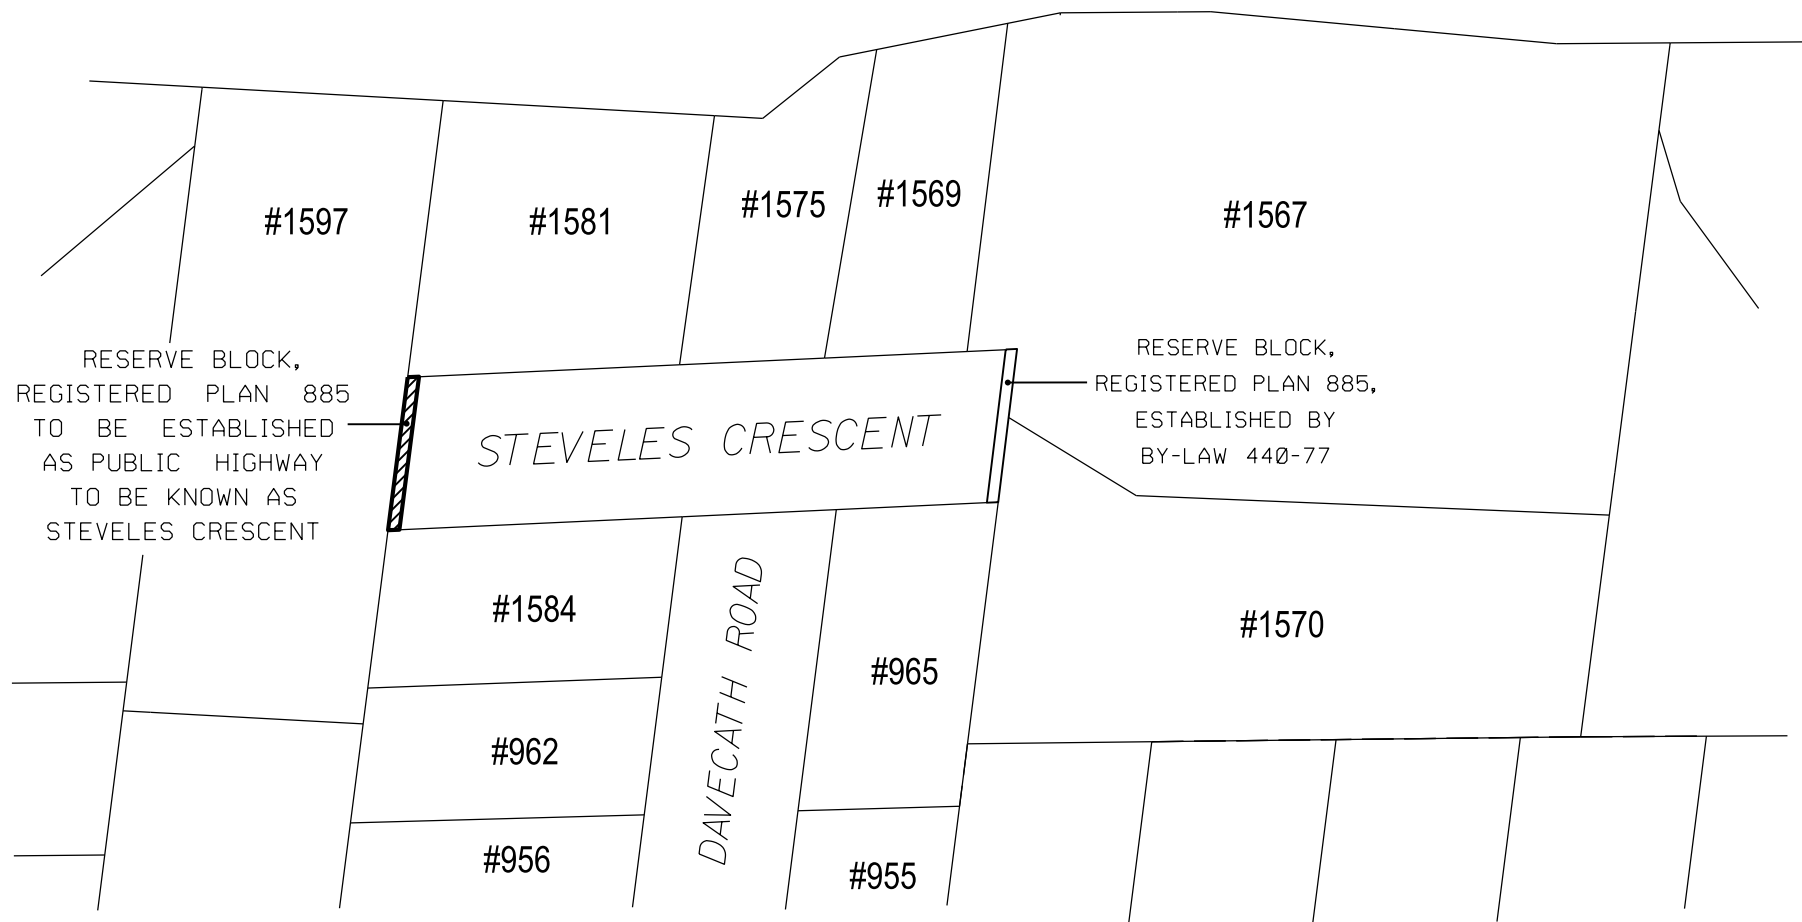 #1597
#1581
#1575
#1569
#1567
RESERVE BLOCK,
REGISTERED PLAN 885
TO BE ESTABLISHED
AS PUBLIC HIGHWAY
TO BE KNOWN AS
STEVELES CRESCENT
STEVELES CRESCENT
RESERVE BLOCK,
REGISTERED PLAN 885,
ESTABLISHED BY
BY-LAW 440-77
#1584
DAVECATH ROAD
#965
#1570
#962
#956
#955